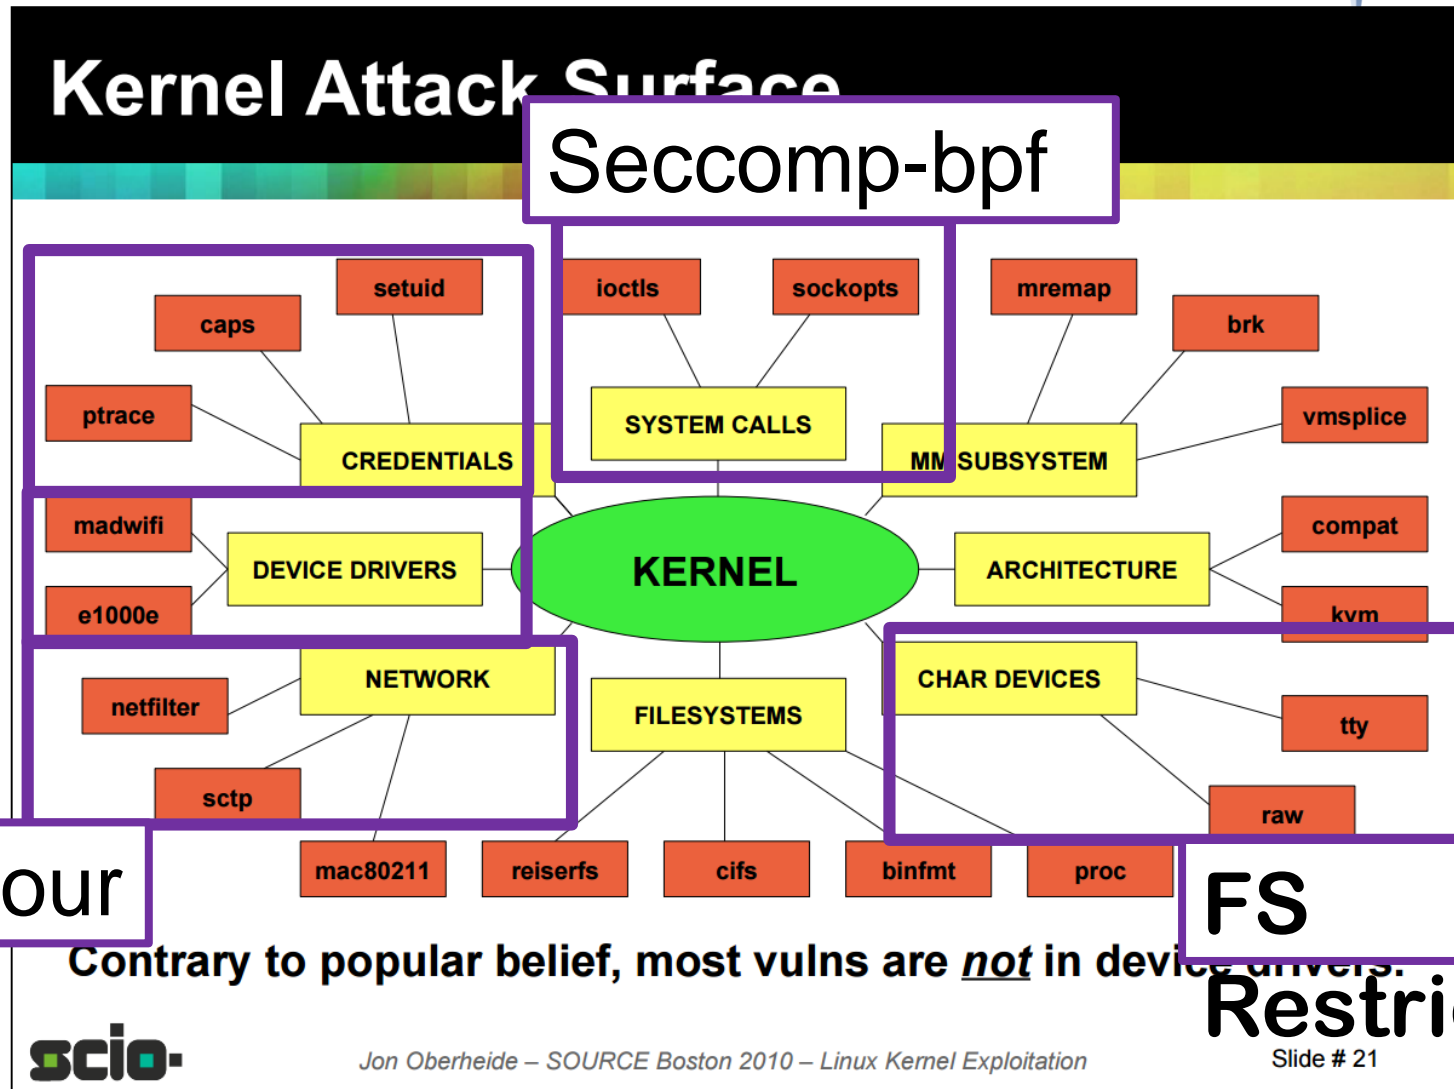 Kernel Attack Surface
Seccomp-bpf
setuid
ioctls
sockopts
mremap
caps
brk
ptrace
SYSTEM CALLS
vmsplice
CREDENTIALS
MM SUBSYSTEM
madwifi
compat
DEVICE DRIVERS
KERNEL
ARCHITECTURE
e1000e
kvm
NETWORK
CHAR DEVICES
netfilter
FILESYSTEMS
tty
sctp
raw
mac80211
reiserfs
cifs
binfmt
proc
our
FS
Contrary to popular belief, most vulns are not in device drivers.
Restri
scio
Jon Oberheide – SOURCE Boston 2010 – Linux Kernel Exploitation
Slide # 21